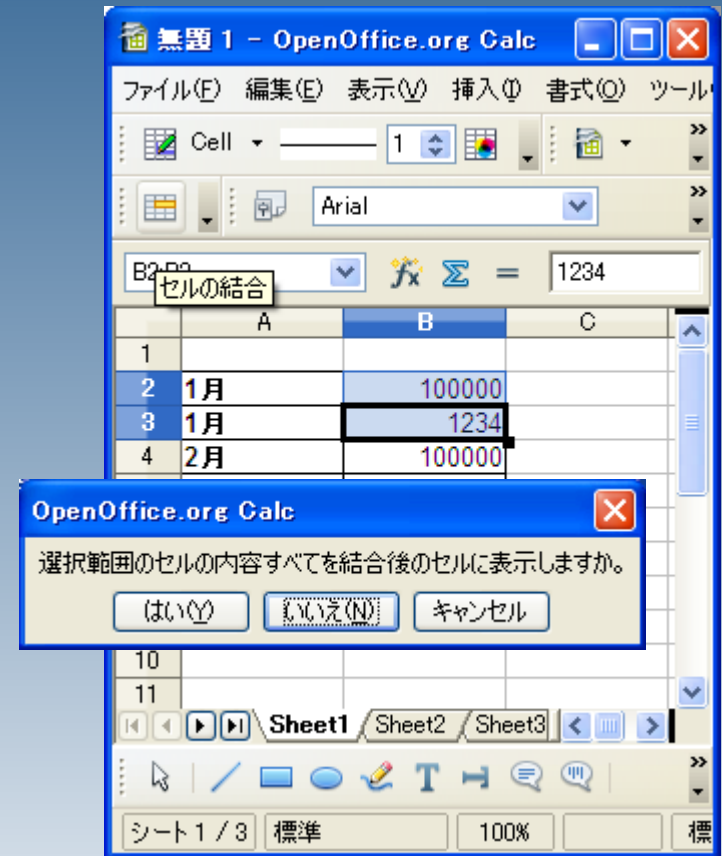 無題 1 - OpenOffice.org Calc
ファイル(F) 編集(E) 表示(V) 挿入(I) 書式(O) ツール
Cell 1
Arial
1234
セルの結合
A B C
1
2 1月 100000
3 1月 1234
4 2月 100000
OpenOffice.org Calc
選択範囲のセルの内容すべてを結合後のセルに表示しますか。
はい(Y) いいえ(N) キャンセル
10
11
Sheet1 Sheet2 Sheet3
シート 1 / 3 標準 100% 標